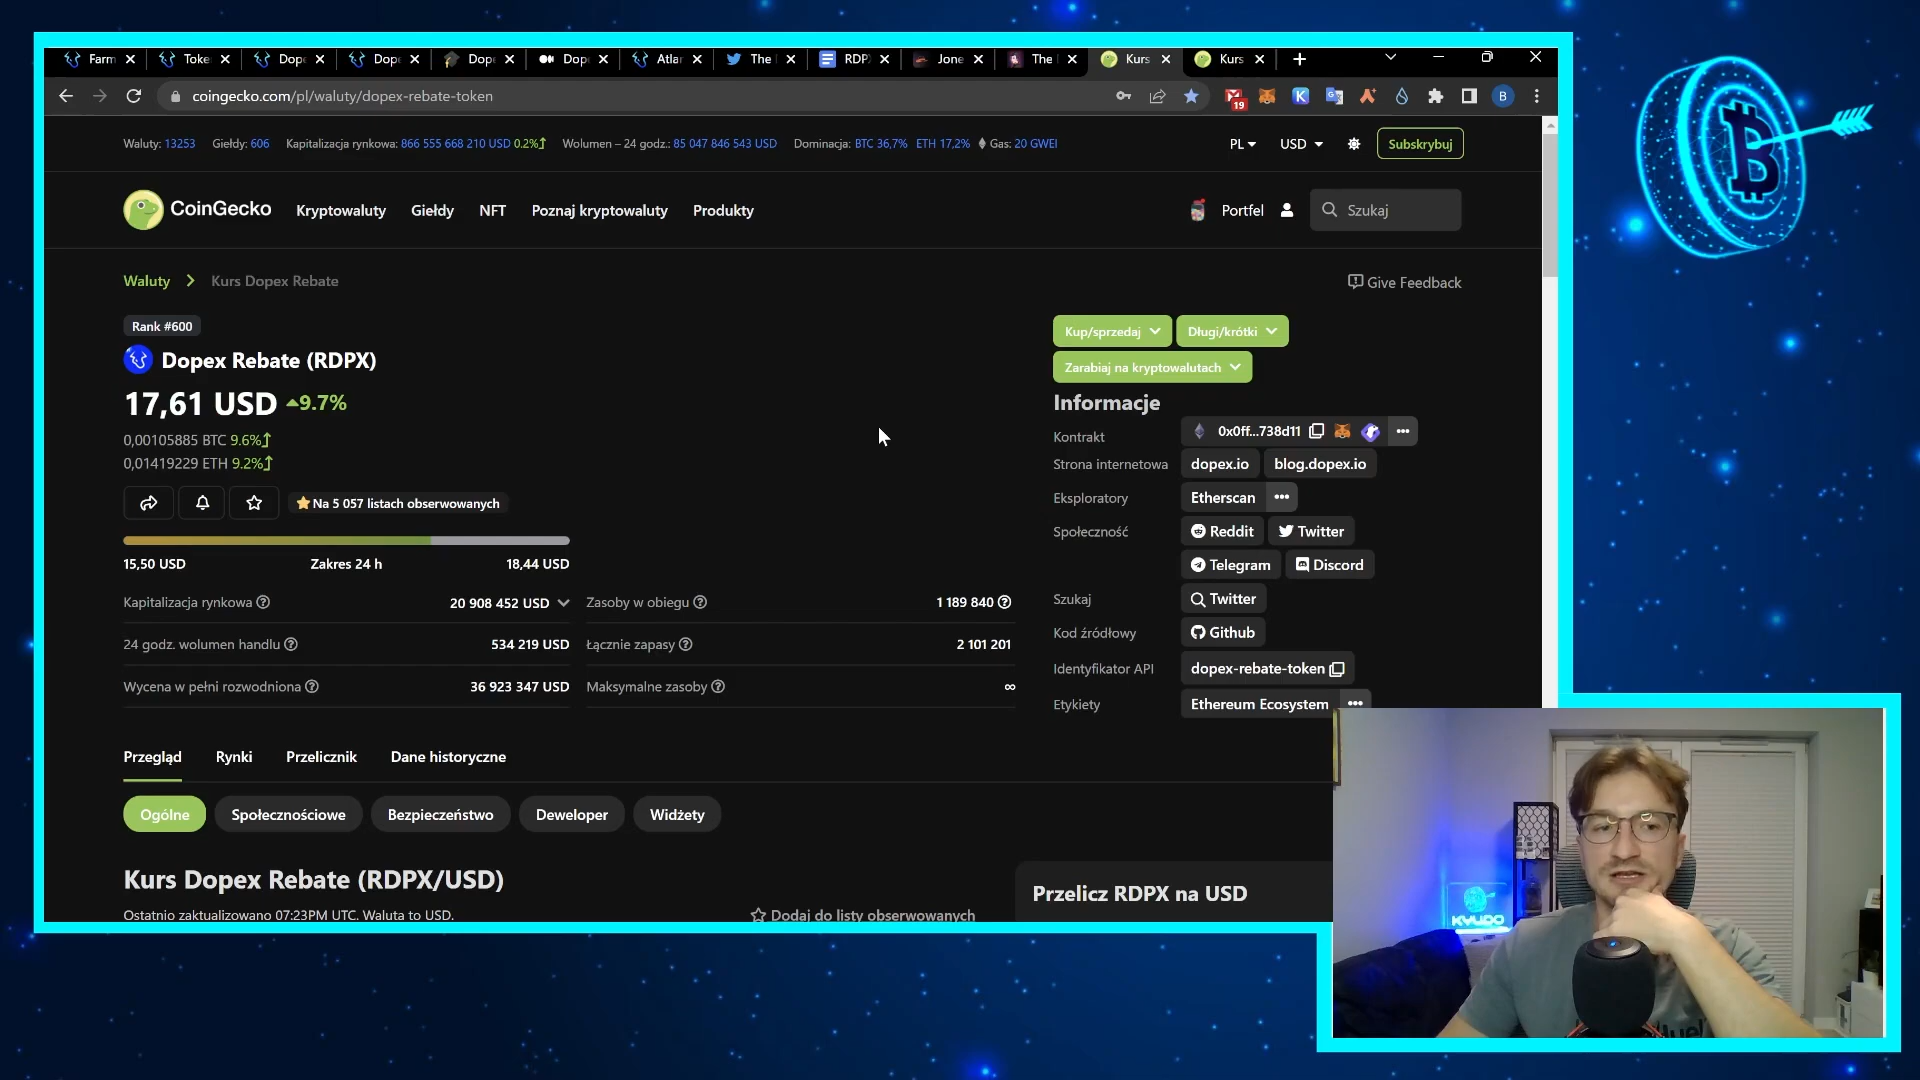 Farm
Toke
Dope
Dope
Dope
Dope
Atlan
The
RDP
Jone
The
Kurs
Kurs
coingecko.com/pl/waluty/dopex-rebate-token
19
B
Waluty: 13253 Giełdy: 606 Kapitalizacja rynkowa: 866 555 668 210 USD 0.2% Wolumen – 24 godz.: 85 047 846 543 USD Dominacja: BTC 36,7% ETH 17,2% Gas: 20 GWEI
PL USD Subskrybuj
CoinGecko Kryptowaluty Giełdy NFT Poznaj kryptowaluty Produkty
Portfel Szukaj
Waluty Kurs Dopex Rebate
Give Feedback
Rank #600
Dopex Rebate (RDPX)
17,61 USD 9.7%
0,00105885 BTC 9.6%
0,01419229 ETH 9.2%
Na 5 057 listach obserwowanych
15,50 USD Zakres 24 h 18,44 USD
Kapitalizacja rynkowa 20 908 452 USD
24 godz. wolumen handlu 534 219 USD
Wycena w pełni rozwodniona 36 923 347 USD
Zasoby w obiegu 1 189 840
Łącznie zapasy 2 101 201
Maksymalne zasoby ∞
Kup/sprzedaj Długi/krótki
Zarabiaj na kryptowalutach
Informacje
Kontrakt 0x0ff...738d11
Strona internetowa dopex.io blog.dopex.io
Eksploratory Etherscan
Społeczność Reddit Twitter
Telegram Discord
Szukaj Twitter
Kod źródłowy Github
Identyfikator API dopex-rebate-token
Etykiety Ethereum Ecosystem
Przegląd Rynki Przelicznik Dane historyczne
Ogólne Społecznościowe Bezpieczeństwo Deweloper Widżety
Kurs Dopex Rebate (RDPX/USD)
Ostatnio zaktualizowano 07:23PM UTC. Waluta to USD.
Dodaj do listy obserwowanych
Przelicz RDPX na USD
KYUDO